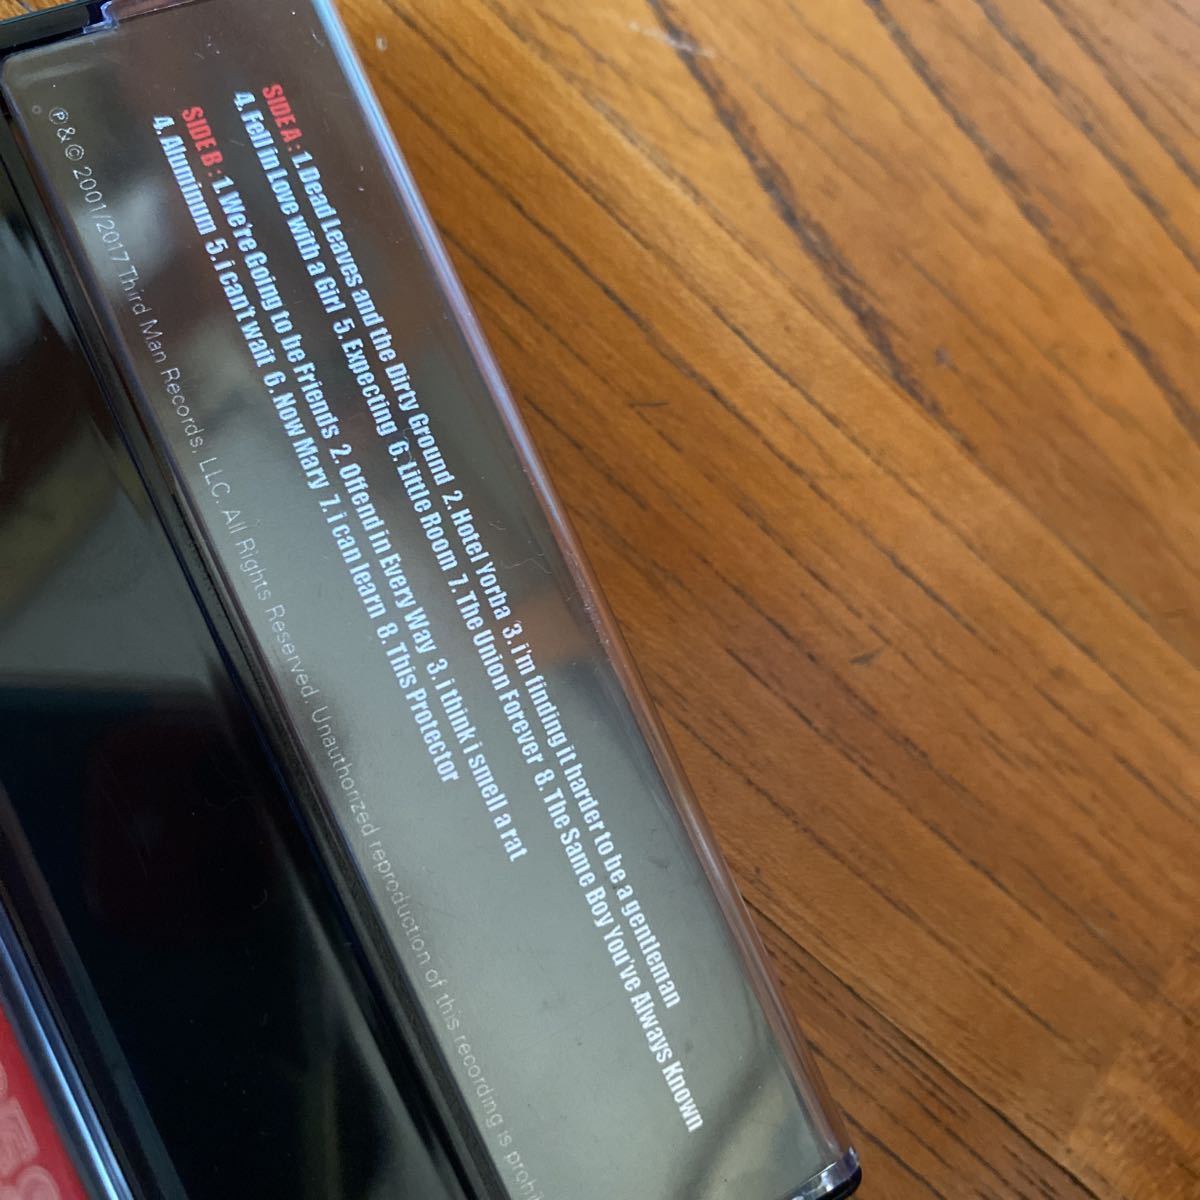 SIDE A : 1. Dead Leaves and the Dirty Ground 2. Hotel Yorba 3. i'm finding it harder to be a gentleman
4. Fell in Love with a Girl 5. Expecting 6. Little Room 7. The Union Forever 8. The Same Boy You've Always Known
SIDE B : 1. We're Going to be Friends 2. Offend in Every Way 3. i think i smell a rat
4. Aluminum 5. i can't wait 6. Now Mary 7. i can learn 8. This Protector
℗ & © 2001/2017 Third Man Records, LLC. All Rights Reserved. Unauthorized reproduction of this recording is